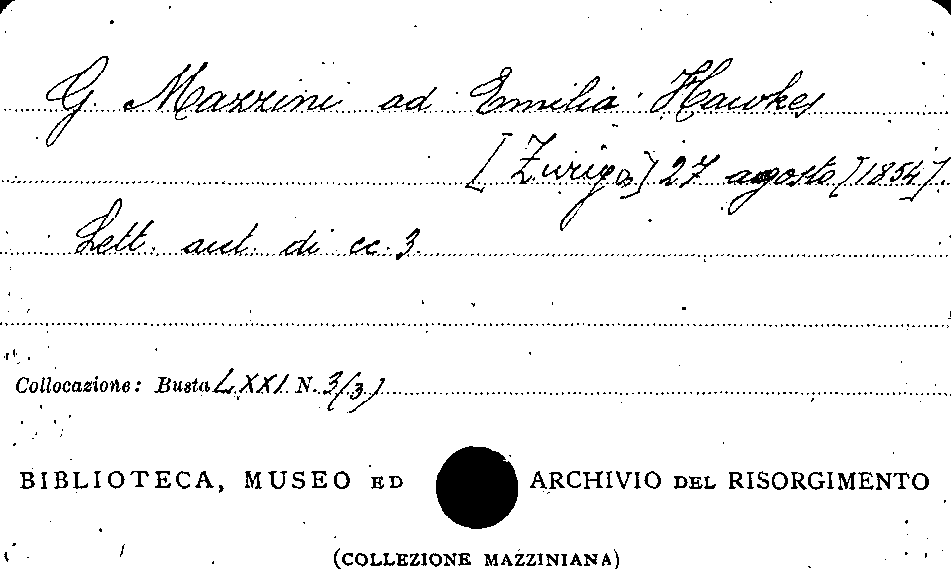 G. Mazzini ad Emilia Hawkes
[Zurigo] 27 agosto [1854].
Lett. aut. di cc. 3.
Collocazione: Busta LXXI N. 3(3)
BIBLIOTECA, MUSEO ED ARCHIVIO DEL RISORGIMENTO
(COLLEZIONE MAZZINIANA)